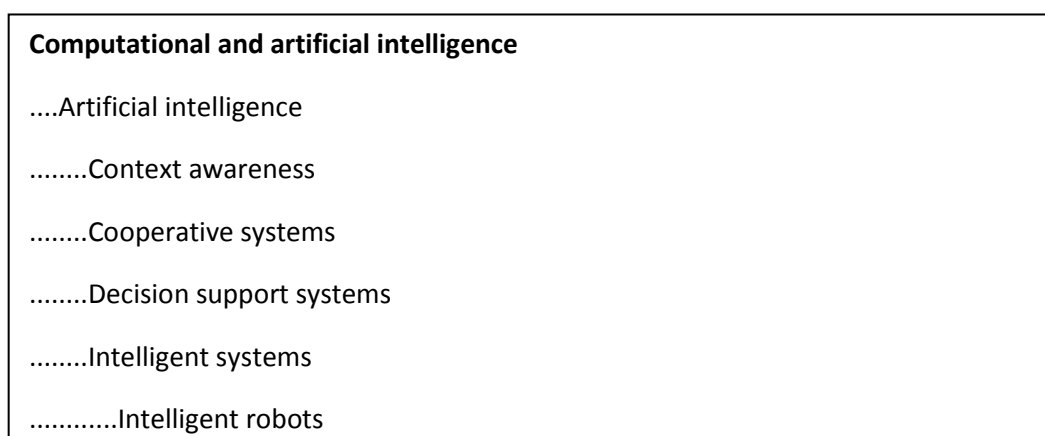 Computational and artificial intelligence
....Artificial intelligence
........Context awareness
........Cooperative systems
........Decision support systems
........Intelligent systems
............Intelligent robots